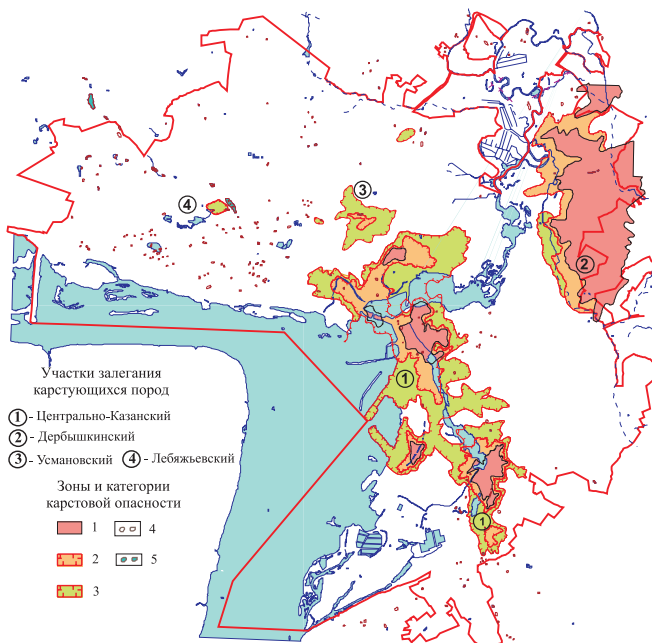 4
3
2
1
1
Участки залегания
карстующихся пород
1 - Центрально-Казанский
2 - Дербышкинский
3 - Усмановский 4 - Лебяжьевский
Зоны и категории
карстовой опасности
1 4
2 5
3